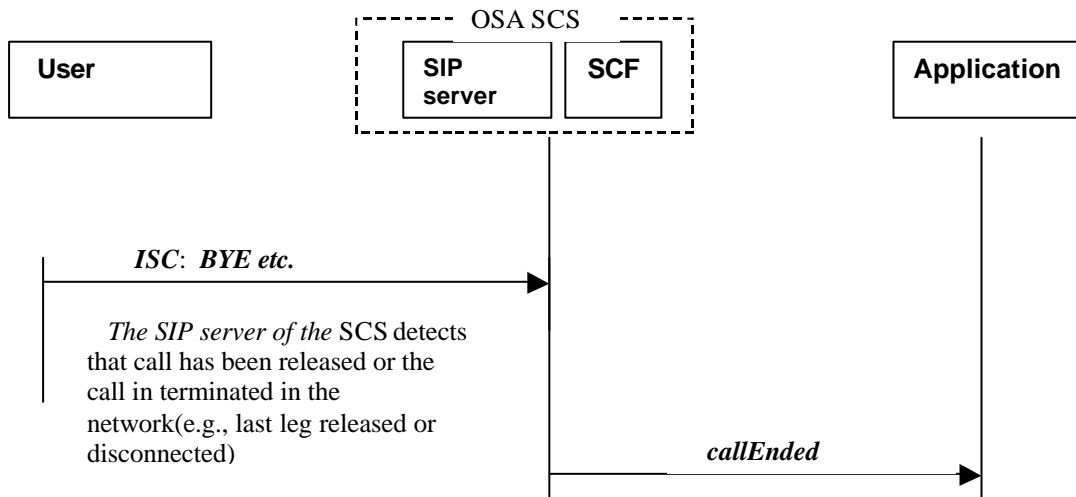 OSA SCS
User
SIP
server
SCF
Application
ISC: BYE etc.
The SIP server of the SCS detects
that call has been released or the
call in terminated in the
network(e.g., last leg released or
disconnected)
callEnded